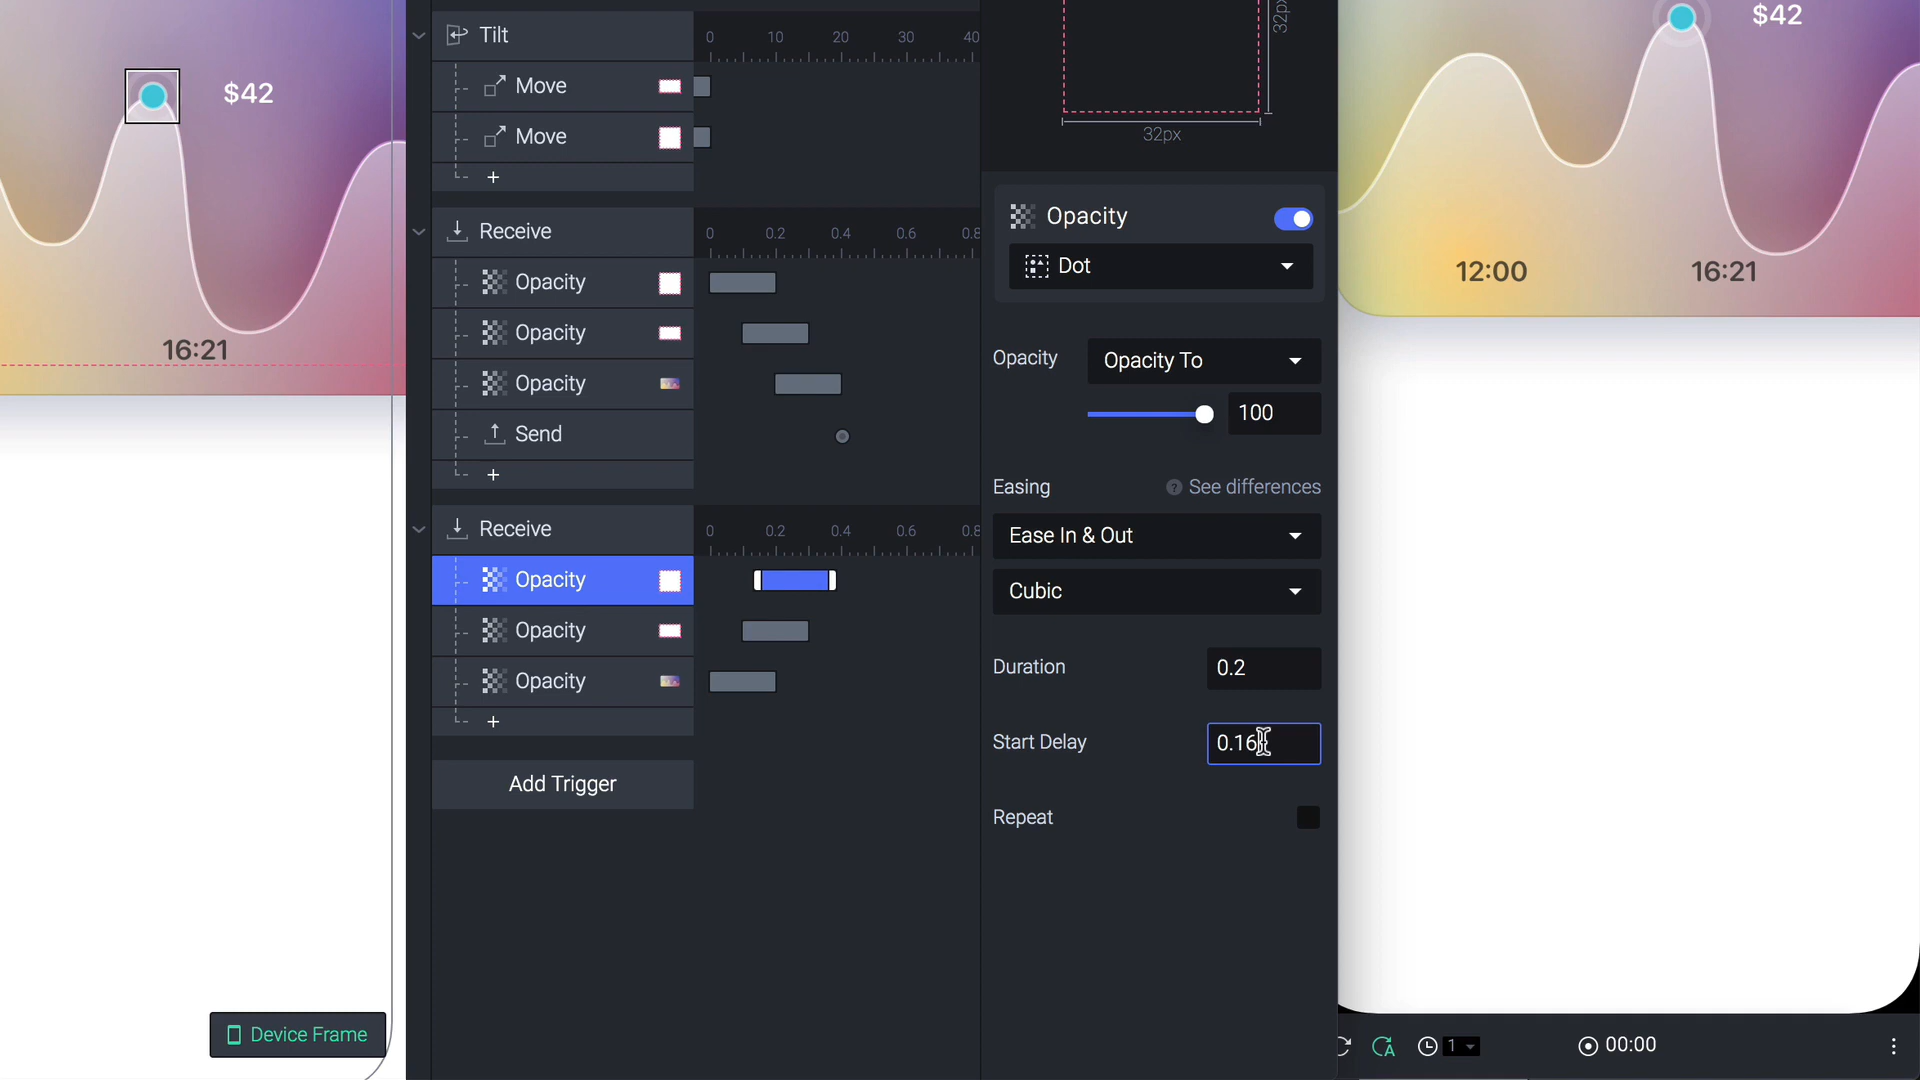 $42
16:21
Device Frame
Tilt
0 10 20 30 40
Move
Move
+
Receive
0 0.2 0.4 0.6 0.8
Opacity
Opacity
Opacity
Send
+
Receive
0 0.2 0.4 0.6 0.8
Opacity
Opacity
Opacity
+
Add Trigger
32px
32px
Opacity
Dot
Opacity
Opacity To
100
Easing
? See differences
Ease In & Out
Cubic
Duration
0.2
Start Delay
0.16
Repeat
$42
12:00
16:21
A
1
00:00